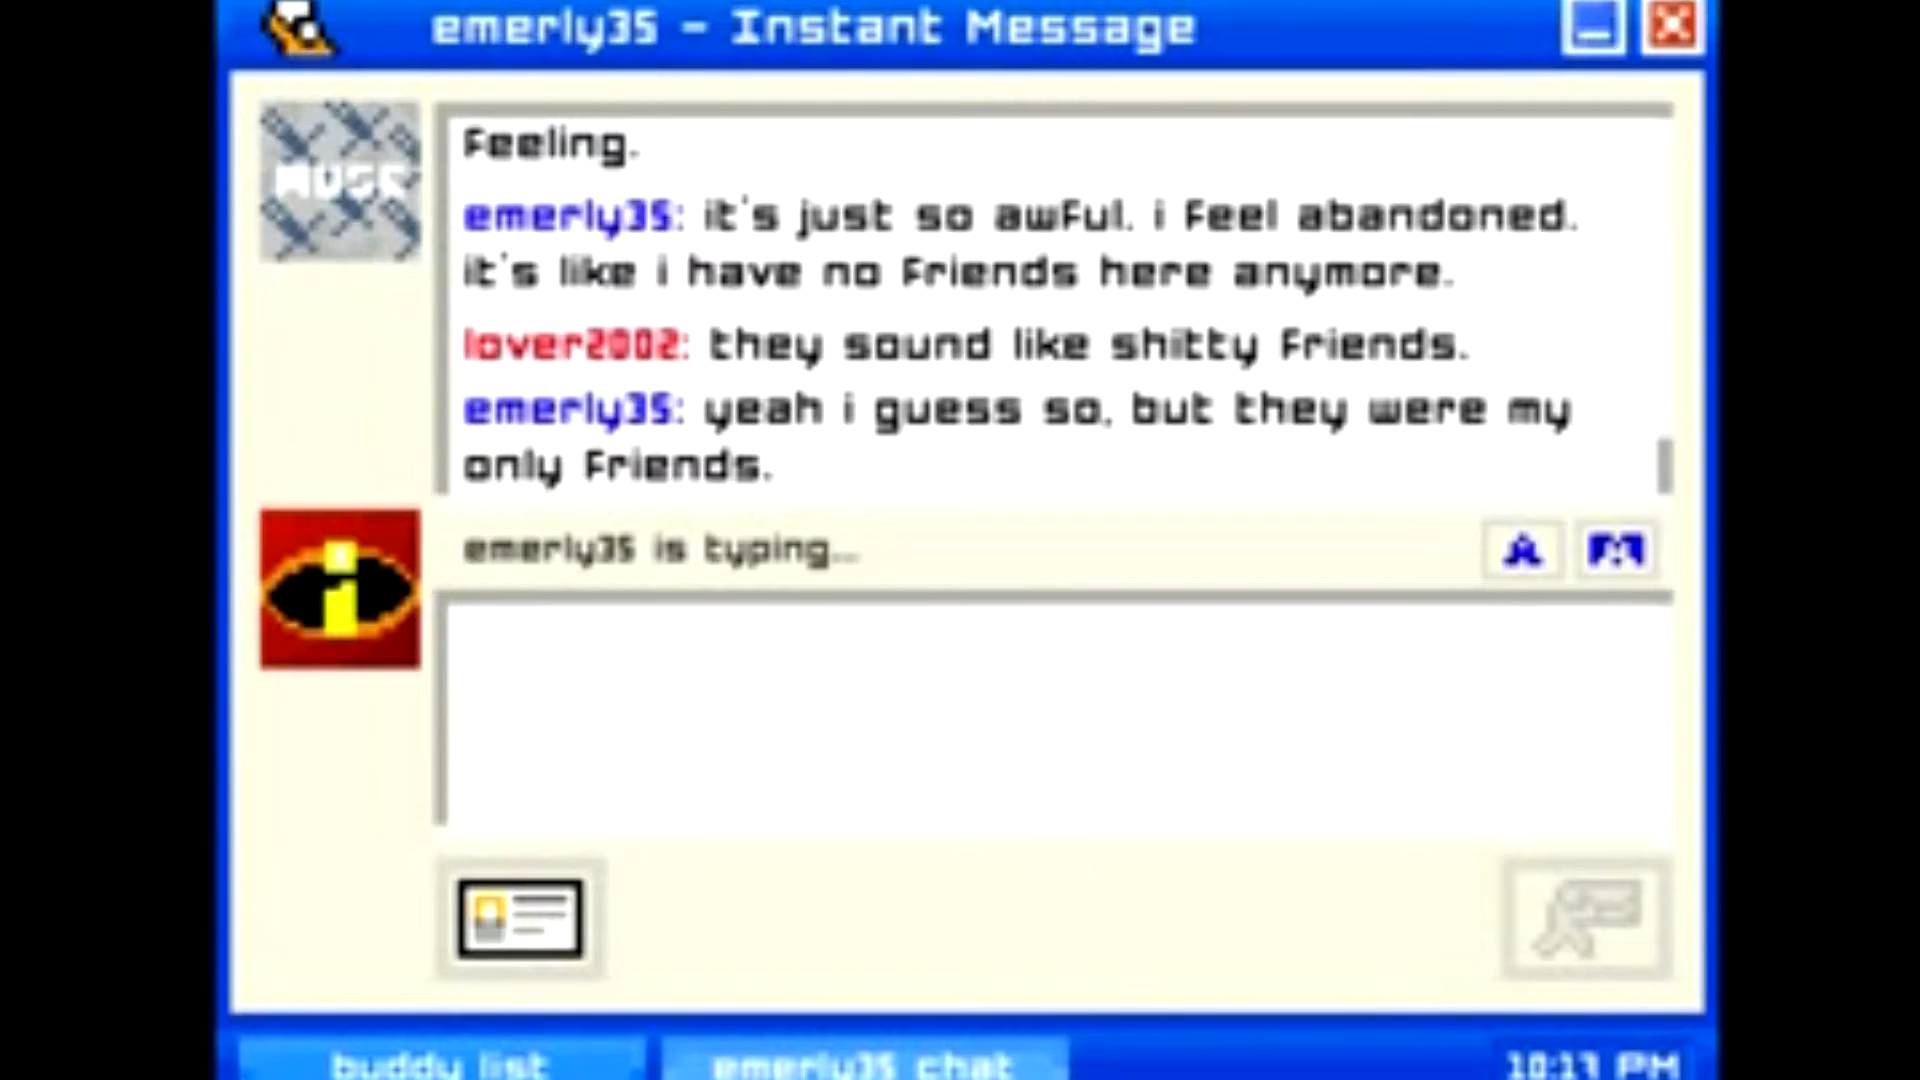 emerly35 - Instant Message
Feeling.
emerly35: it's just so awful. i feel abandoned.
it's like i have no friends here anymore.
lover2002: they sound like shitty friends.
emerly35: yeah i guess so, but they were my
only friends.
emerly35 is typing...
buddy list
emerly35 chat
PM